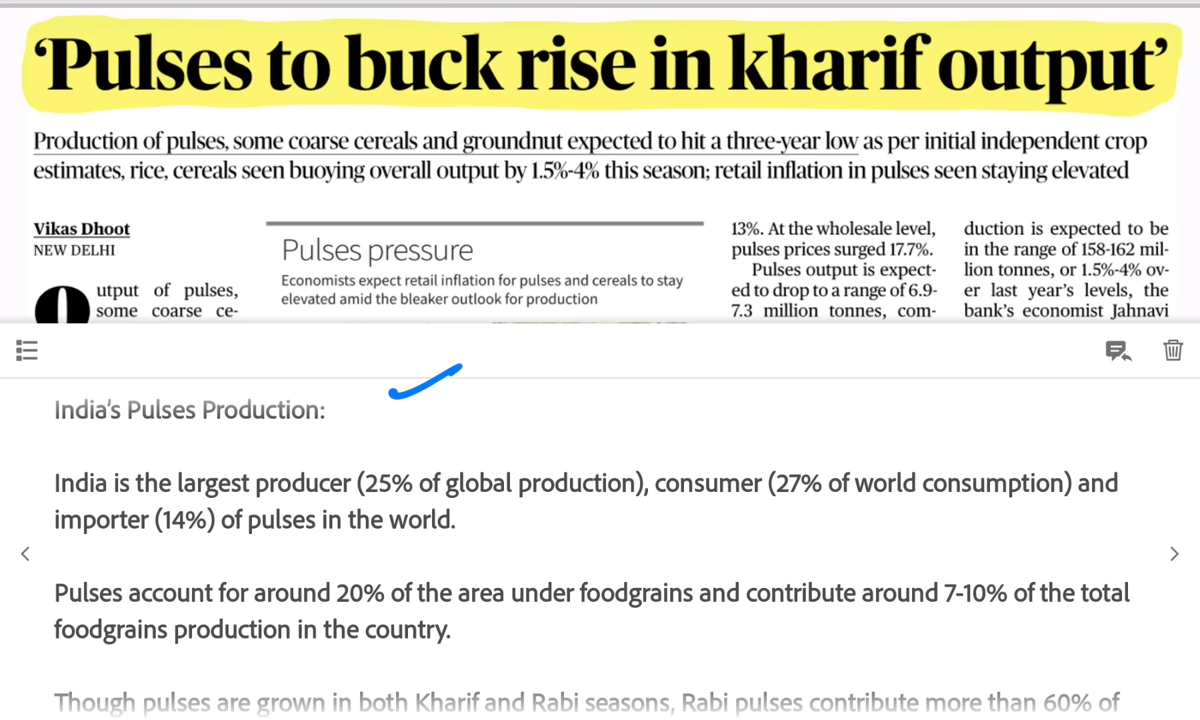 ‘Pulses to buck rise in kharif output’
Production of pulses, some coarse cereals and groundnut expected to hit a three-year low as per initial independent crop
estimates, rice, cereals seen buoying overall output by 1.5%-4% this season; retail inflation in pulses seen staying elevated
Vikas Dhoot
NEW DELHI
Output of pulses,
some coarse ce-
Pulses pressure
Economists expect retail inflation for pulses and cereals to stay
elevated amid the bleaker outlook for production
13%. At the wholesale level,
pulses prices surged 17.7%.
Pulses output is expect-
ed to drop to a range of 6.9-
7.3 million tonnes, com-
duction is expected to be
in the range of 158-162 mil-
lion tonnes, or 1.5%-4% ov-
er last year’s levels, the
bank’s economist Jahnavi
India’s Pulses Production:
India is the largest producer (25% of global production), consumer (27% of world consumption) and
importer (14%) of pulses in the world.
Pulses account for around 20% of the area under foodgrains and contribute around 7-10% of the total
foodgrains production in the country.
Though pulses are grown in both Kharif and Rabi seasons, Rabi pulses contribute more than 60% of